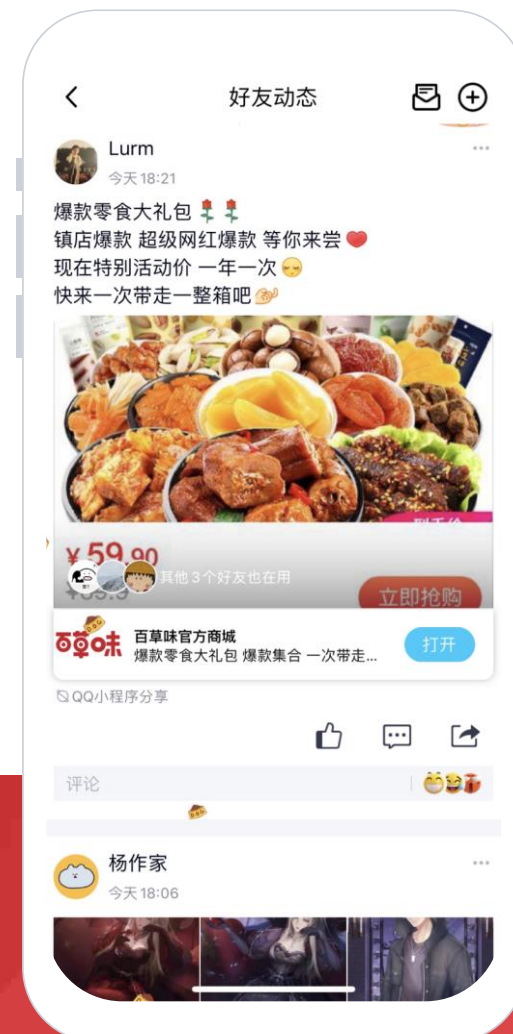 好友动态
Lurm
今天 18:21
爆款零食大礼包
镇店爆款 超级网红爆款 等你来尝
现在特别活动价 一年一次
快来一次带走一整箱吧
到手价
¥ 59.90
其他3个好友也在用
立即抢购
百草味
百草味官方商城
爆款零食大礼包 爆款集合 一次带走...
打开
QQ小程序分享
评论
杨作家
今天 18:06